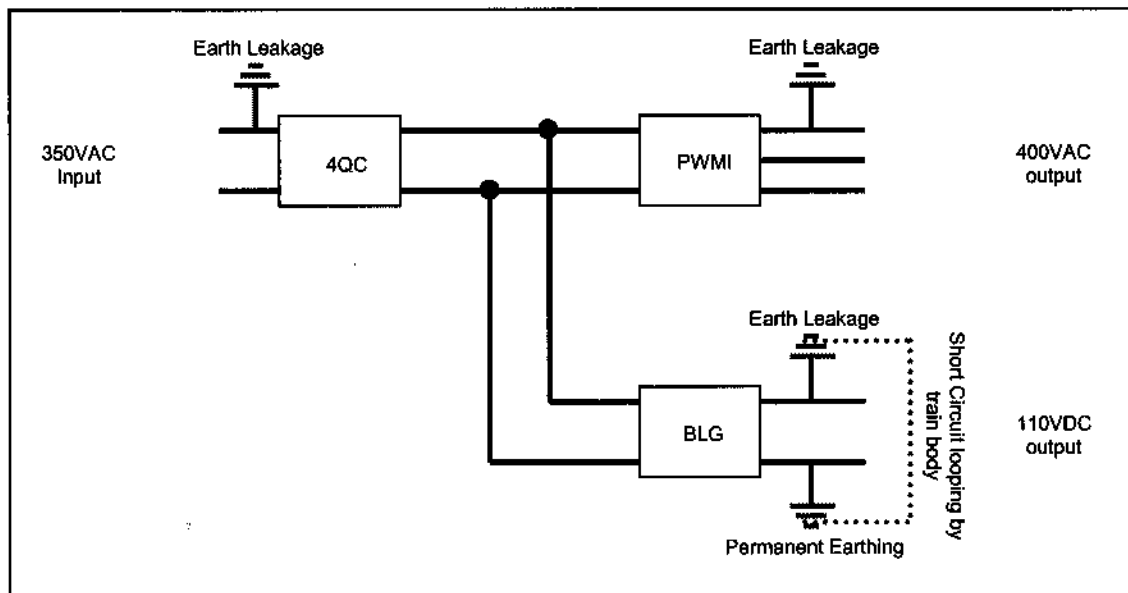 Earth Leakage
Earth Leakage
350VAC
Input
4QC
PWMI
400VAC
output
Earth Leakage
BLG
Short Circuit looping by
train body
110VDC
output
Permanent Earthing